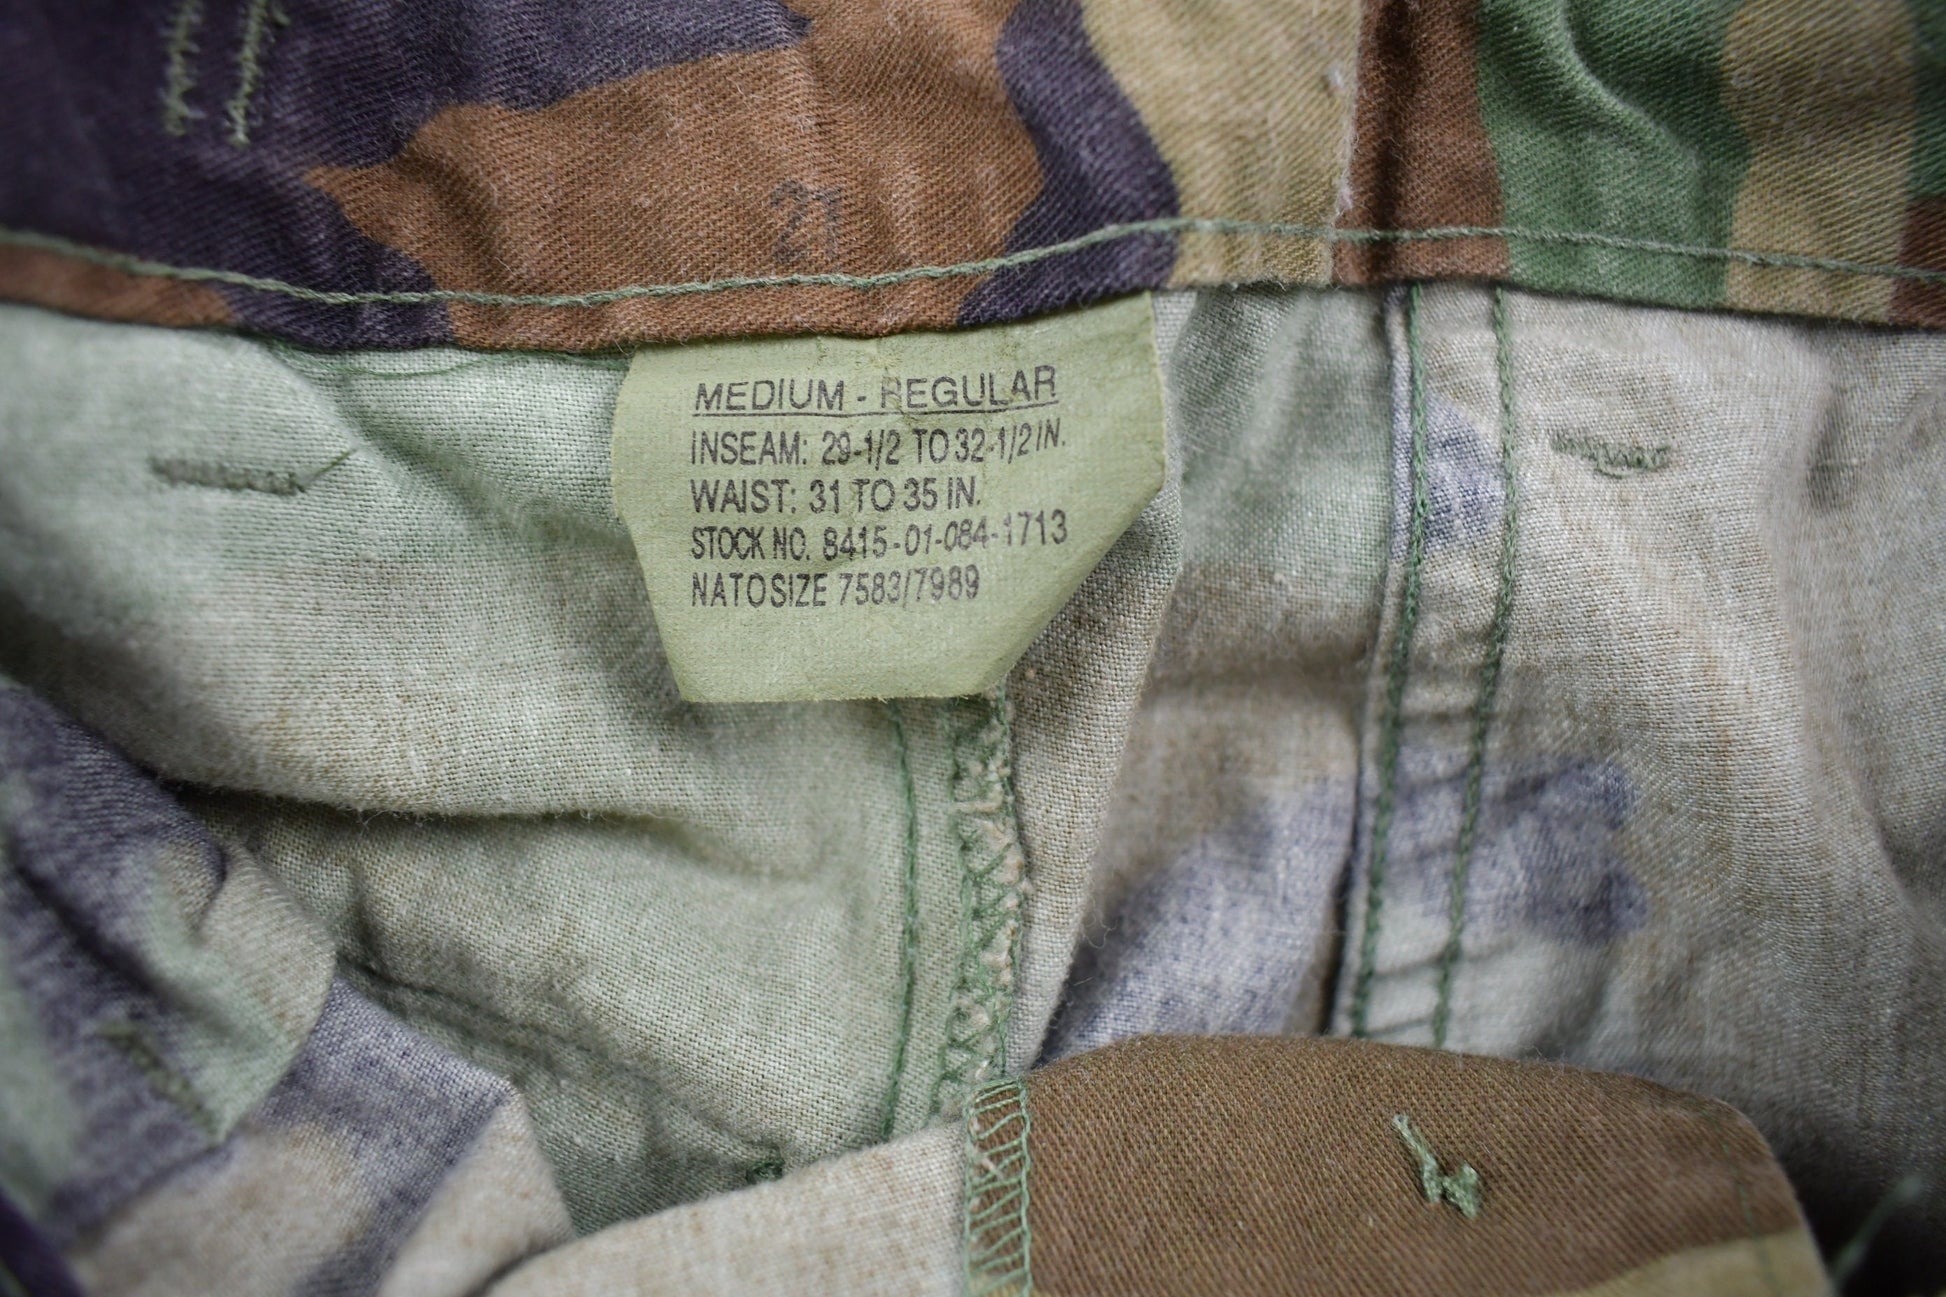 21
MEDIUM - REGULAR
INSEAM: 29-1/2 TO 32-1/2 IN.
WAIST: 31 TO 35 IN.
STOCK NO. 8415-01-084-1713
NATO SIZE 7583/7989